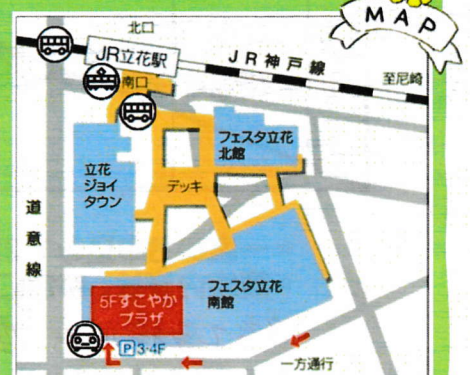 MAP
北口
JR立花駅
JR神戸線
至尼崎
南口
フェスタ立花
北館
立花
ジョイ
タウン
デッキ
道意線
フェスタ立花
南館
5Fすこやか
プラザ
P 3・4F
一方通行